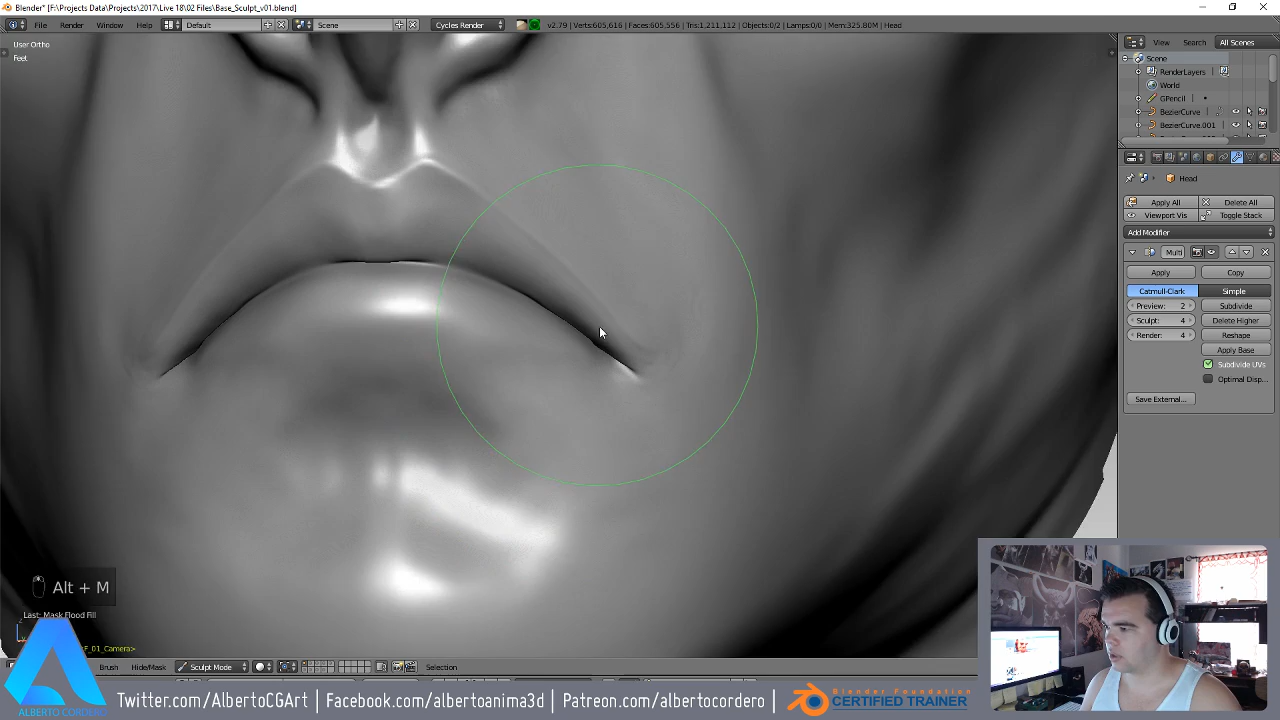 Blender* [F:\Projects Data\Projects\2017\Live 18\02 Files\Base_Sculpt_v01.blend]
File Render Window Help Default Scene Cycles Render v2.79 | Verts:605,616 | Faces:605,556 | Tris:1,211,112 | Objects:0/2 | Lamps:0/0 | Mem:325.80M | Head
View Search All Scenes
User Ortho
Feet
Scene
RenderLayers
World
GPencil
BezierCurve
BezierCurve.001
Head
Apply All Delete All
Viewport Vis Toggle Stack
Add Modifier
Multi
Apply Copy
Catmull-Clark Simple
Preview: 2 Subdivide
Sculpt: 4 Delete Higher
Render: 4 Reshape
Apply Base
Subdivide UVs
Optimal Disp...
Save External...
Alt + M
Last: Mask Flood Fill
F_01_Camera>
Brush Hide/Mask Sculpt Mode Selection
ALBERTO CORDERO
Twitter.com/AlbertoCGArt | Facebook.com/albertoanima3d | Patreon.com/albertocordero |
Blender Foundation
CERTIFIED TRAINER